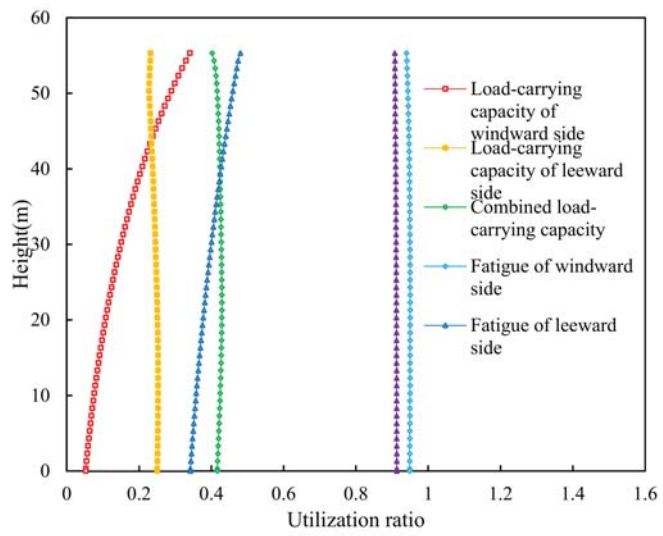 60
50
40
30
20
10
0
Height(m)
0 0.2 0.4 0.6 0.8 1 1.2 1.4 1.6
Utilization ratio
Load-carrying
capacity of
windward side
Load-carrying
capacity of leeward
side
Combined load-
carrying capacity
Fatigue of windward
side
Fatigue of leeward
side